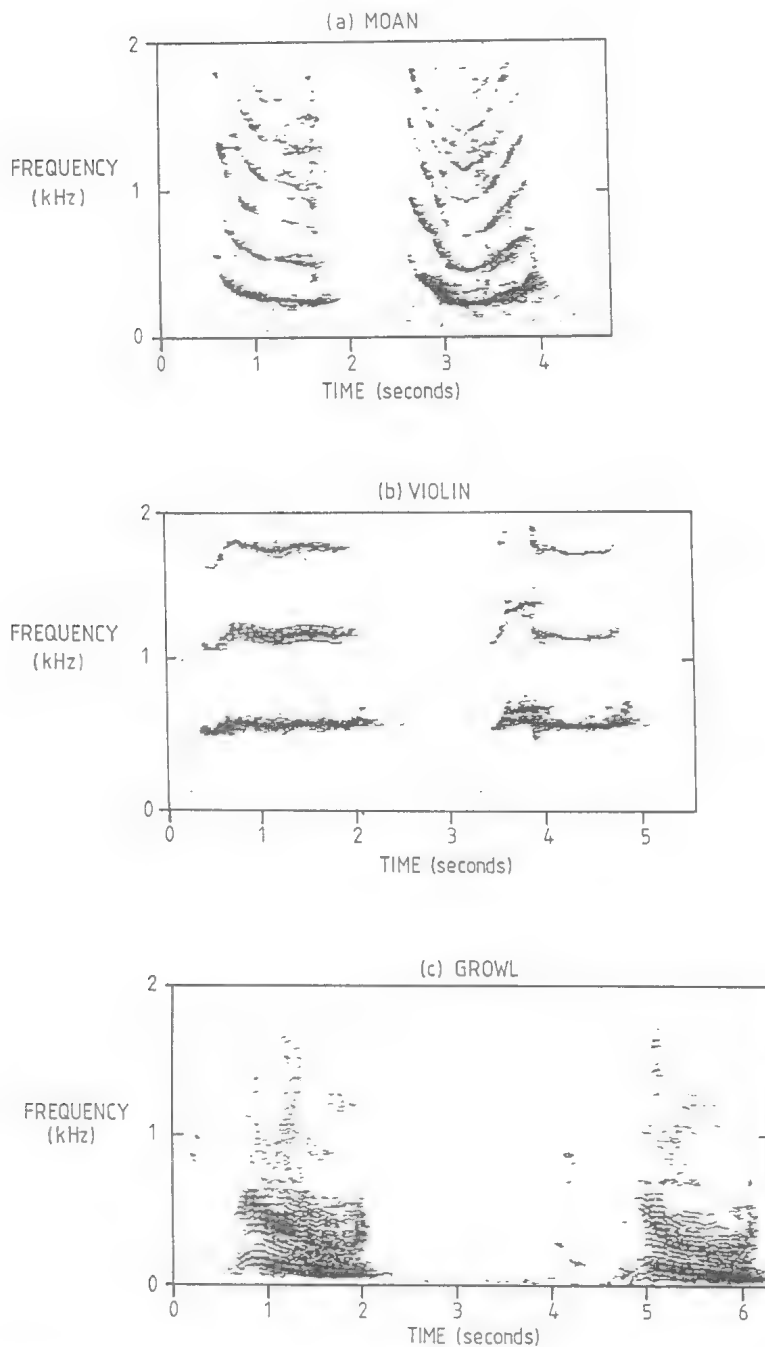 (a) MOAN
2
FREQUENCY
(kHz)
1
0
0 1 2 3 4
TIME (seconds)
(b) VIOLIN
2
FREQUENCY
(kHz)
1
0
0 1 2 3 4 5
TIME (seconds)
(c) GROWL
2
FREQUENCY
(kHz)
1
0
0 1 2 3 4 5 6
TIME (seconds)